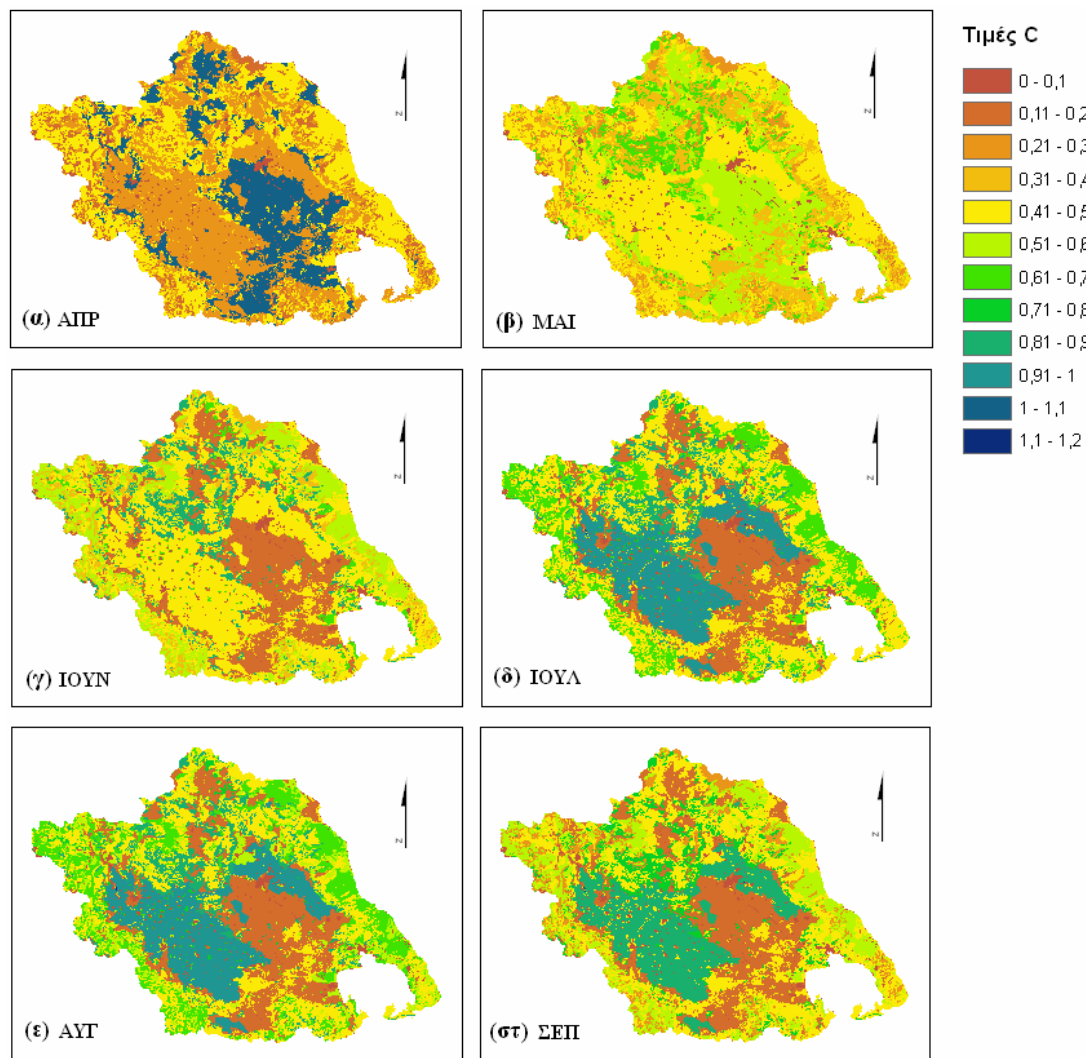 Τιμές C
0 - 0,1
0,11 - 0,2
0,21 - 0,3
0,31 - 0,4
0,41 - 0,5
0,51 - 0,6
0,61 - 0,7
0,71 - 0,8
0,81 - 0,9
0,91 - 1
1 - 1,1
1,1 - 1,2
(α) ΑΠΡ
(β) ΜΑΙ
(γ) ΙΟΥΝ
(δ) ΙΟΥΛ
(ε) ΑΥΓ
(στ) ΣΕΠ
z
z
z
z
z
z